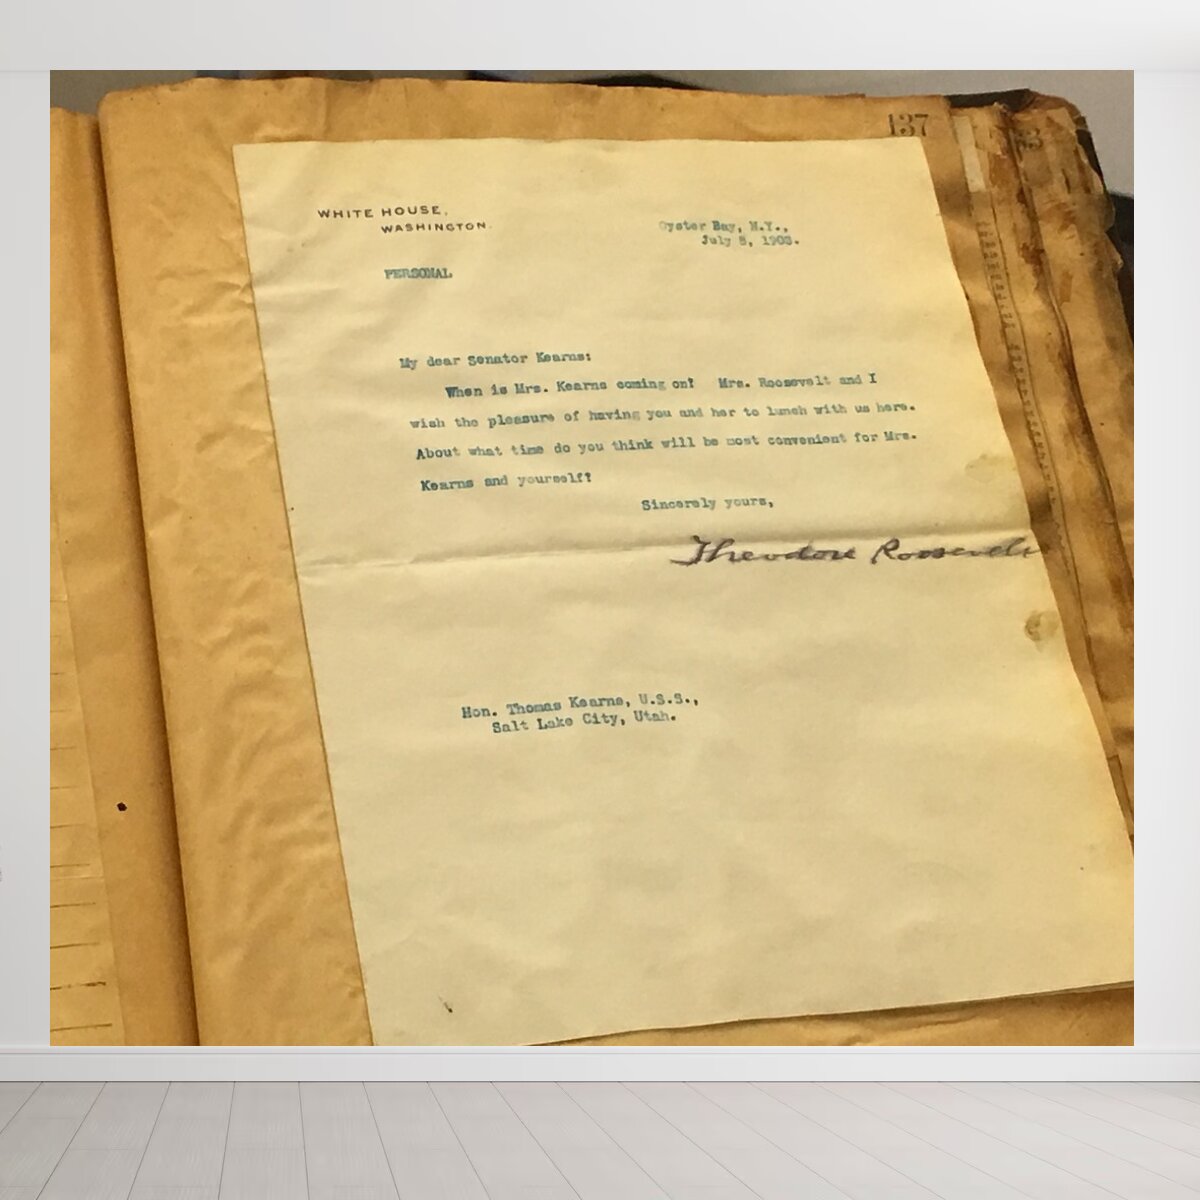 137
WHITE HOUSE,
WASHINGTON.
Oyster Bay, N.Y.,
July 8, 1903.
PERSONAL
My dear Senator Kearns:
When is Mrs. Kearns coming on? Mrs. Roosevelt and I
wish the pleasure of having you and her to lunch with us here.
About what time do you think will be most convenient for Mrs.
Kearns and yourself?
Sincerely yours,
Theodore Roosevelt
Hon. Thomas Kearns, U.S.S.,
Salt Lake City, Utah.